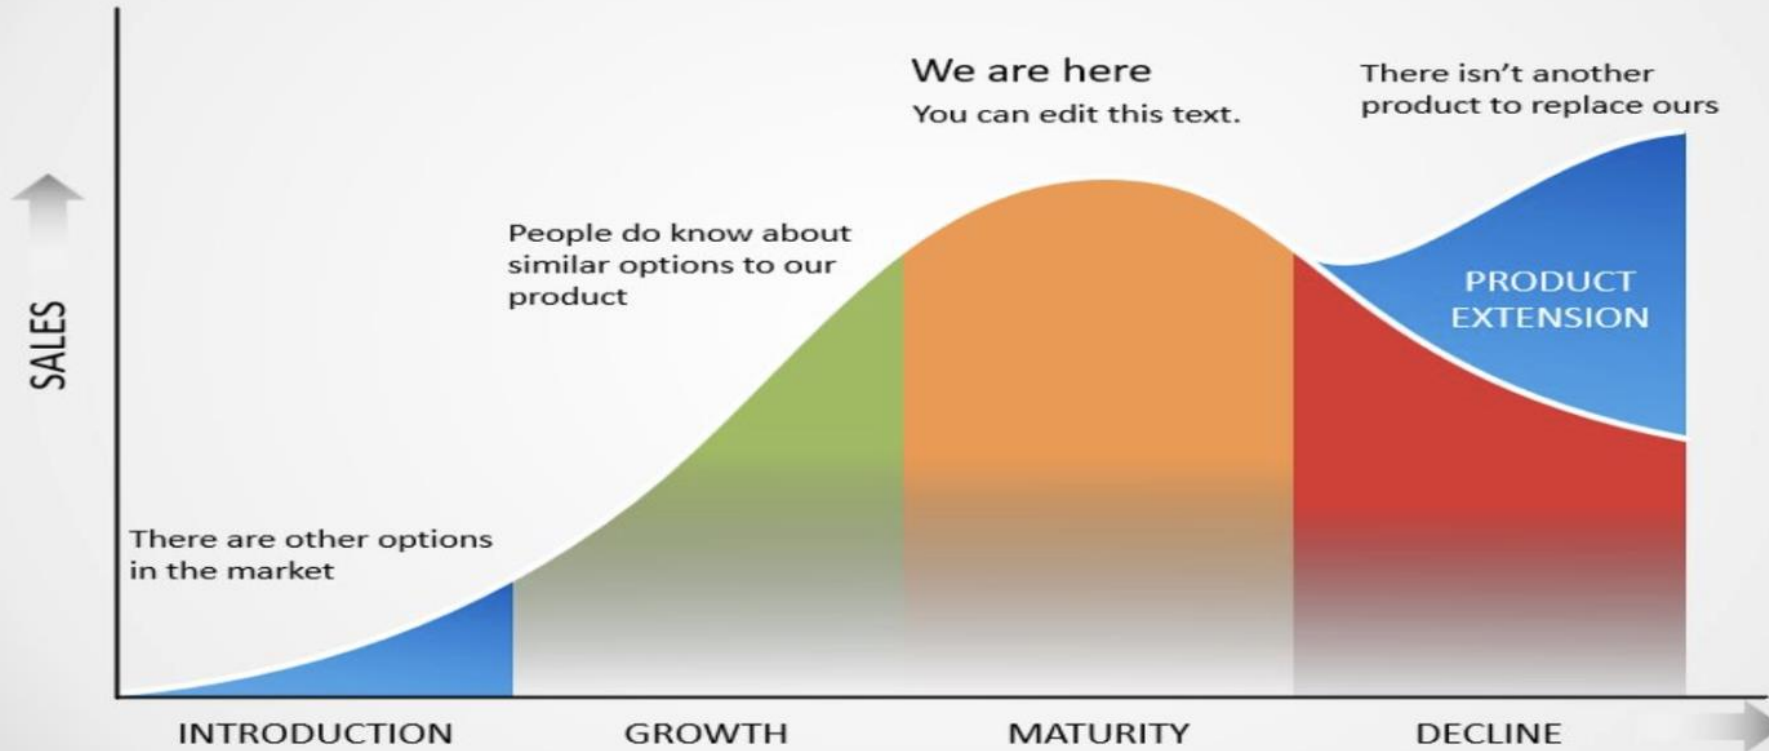 We are here
You can edit this text.
There isn't another
product to replace ours
People do know about
similar options to our
product
PRODUCT
EXTENSION
SALES
There are other options
in the market
INTRODUCTION
GROWTH
MATURITY
DECLINE